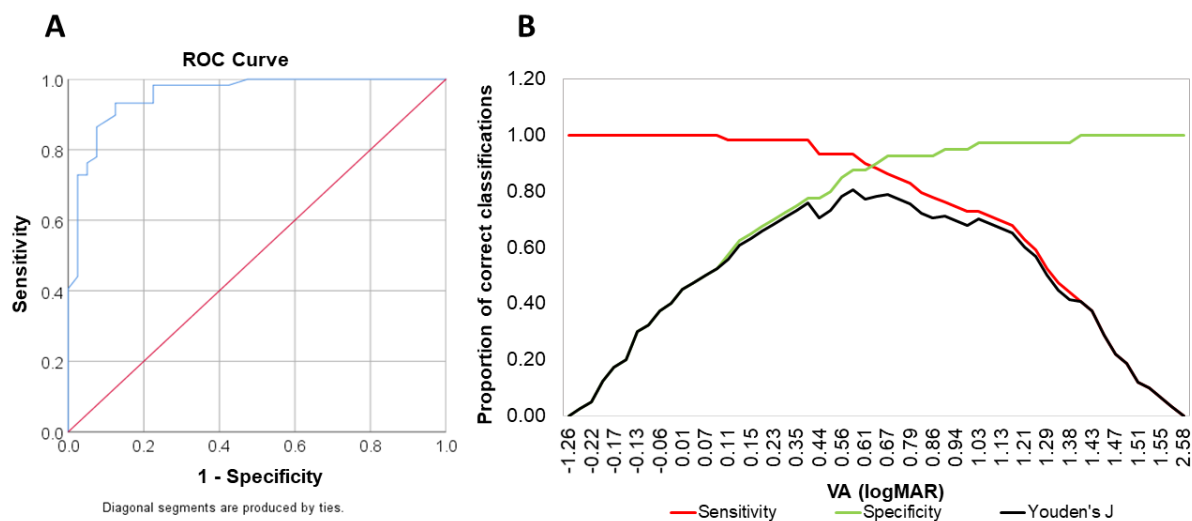 A
ROC Curve
Sensitivity
1.0
0.8
0.6
0.4
0.2
0.0
0.0 0.2 0.4 0.6 0.8 1.0
1 - Specificity
Diagonal segments are produced by ties.
B
Proportion of correct classifications
1.20
1.00
0.80
0.60
0.40
0.20
0.00
-1.26 -0.22 -0.17 -0.13 -0.06 0.01 0.07 0.11 0.15 0.23 0.35 0.44 0.56 0.61 0.67 0.79 0.86 0.94 1.03 1.13 1.21 1.29 1.38 1.43 1.47 1.51 1.55 2.58
VA (logMAR)
Sensitivity Specificity Youden's J